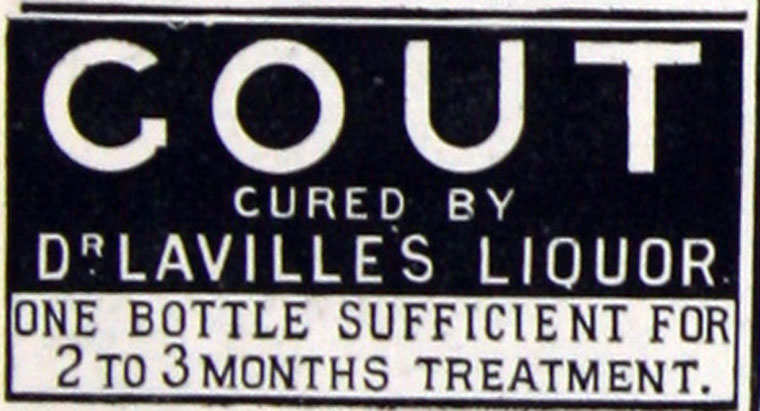 GOUT
CURED BY
DR. LAVILLE'S LIQUOR.
ONE BOTTLE SUFFICIENT FOR
2 TO 3 MONTHS TREATMENT.